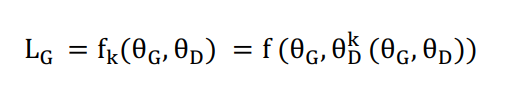 L_G = f_k(θ_G, θ_D) = f (θ_G, θ_D^k (θ_G, θ_D))